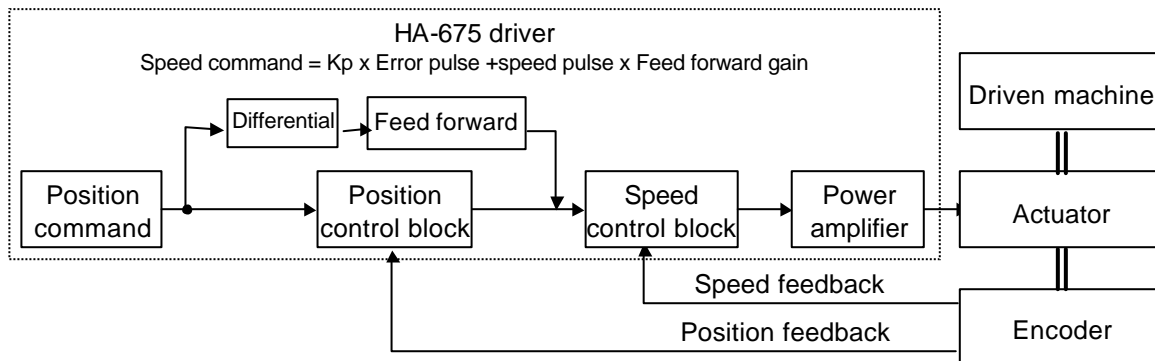 HA-675 driver
Speed command = Kp x Error pulse +speed pulse x Feed forward gain
Driven machine
Differential
Feed forward
Position
command
Position
control block
Speed
control block
Power
amplifier
Actuator
Speed feedback
Position feedback
Encoder